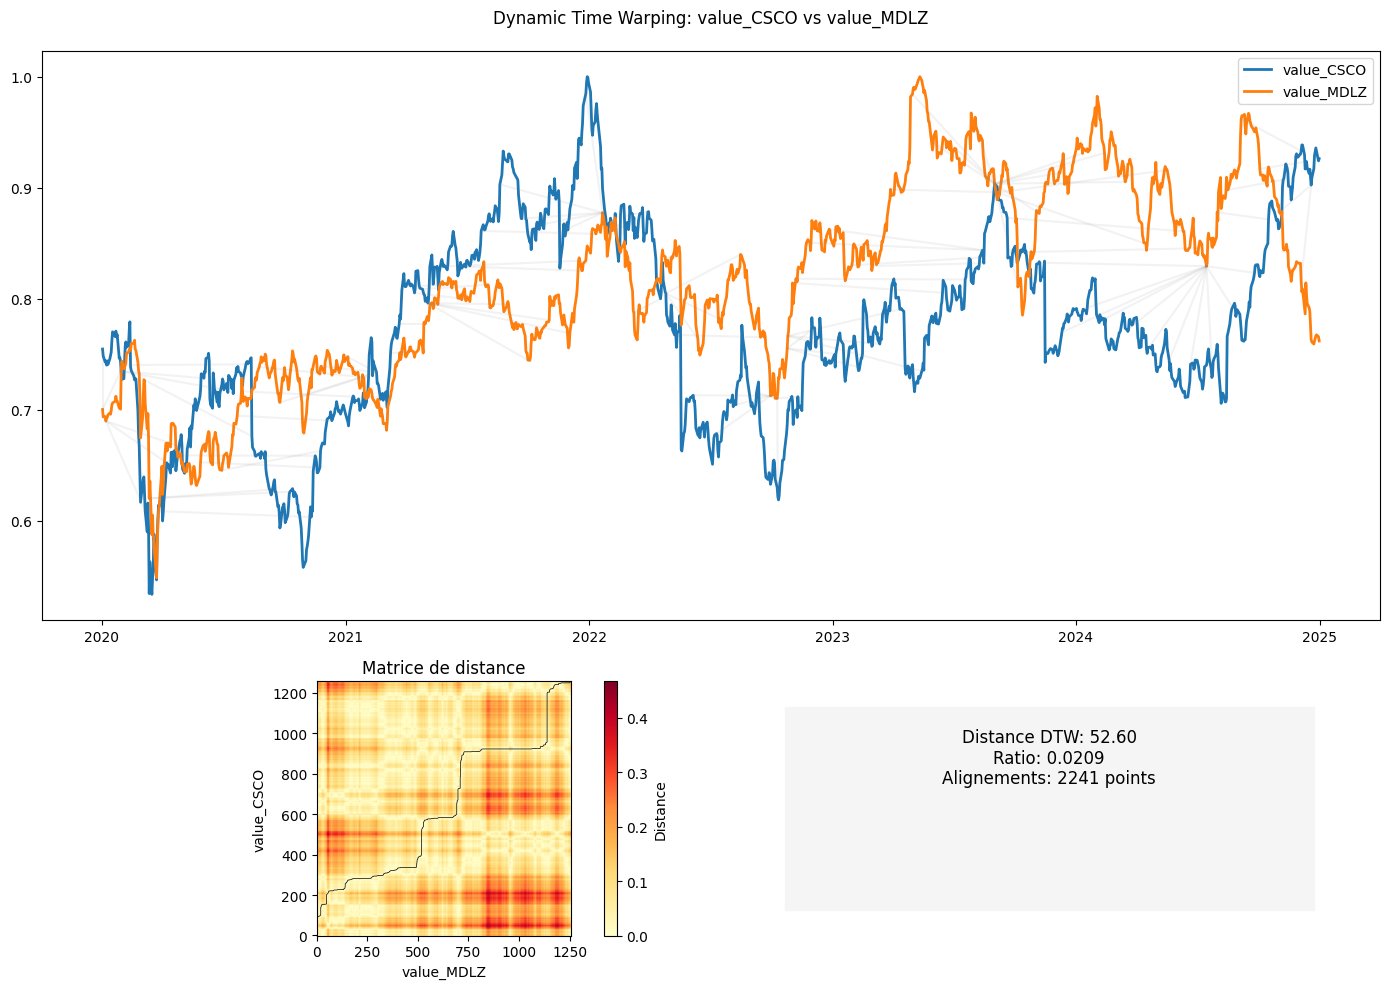 Dynamic Time Warping: value_CSCO vs value_MDLZ
value_CSCO
value_MDLZ
1.0
0.9
0.8
0.7
0.6
2020 2021 2022 2023 2024 2025
Matrice de distance
value_CSCO
1200
1000
800
600
400
200
0
0 250 500 750 1000 1250
value_MDLZ
0.4
0.3
0.2
0.1
0.0
Distance
Distance DTW: 52.60
Ratio: 0.0209
Alignements: 2241 points